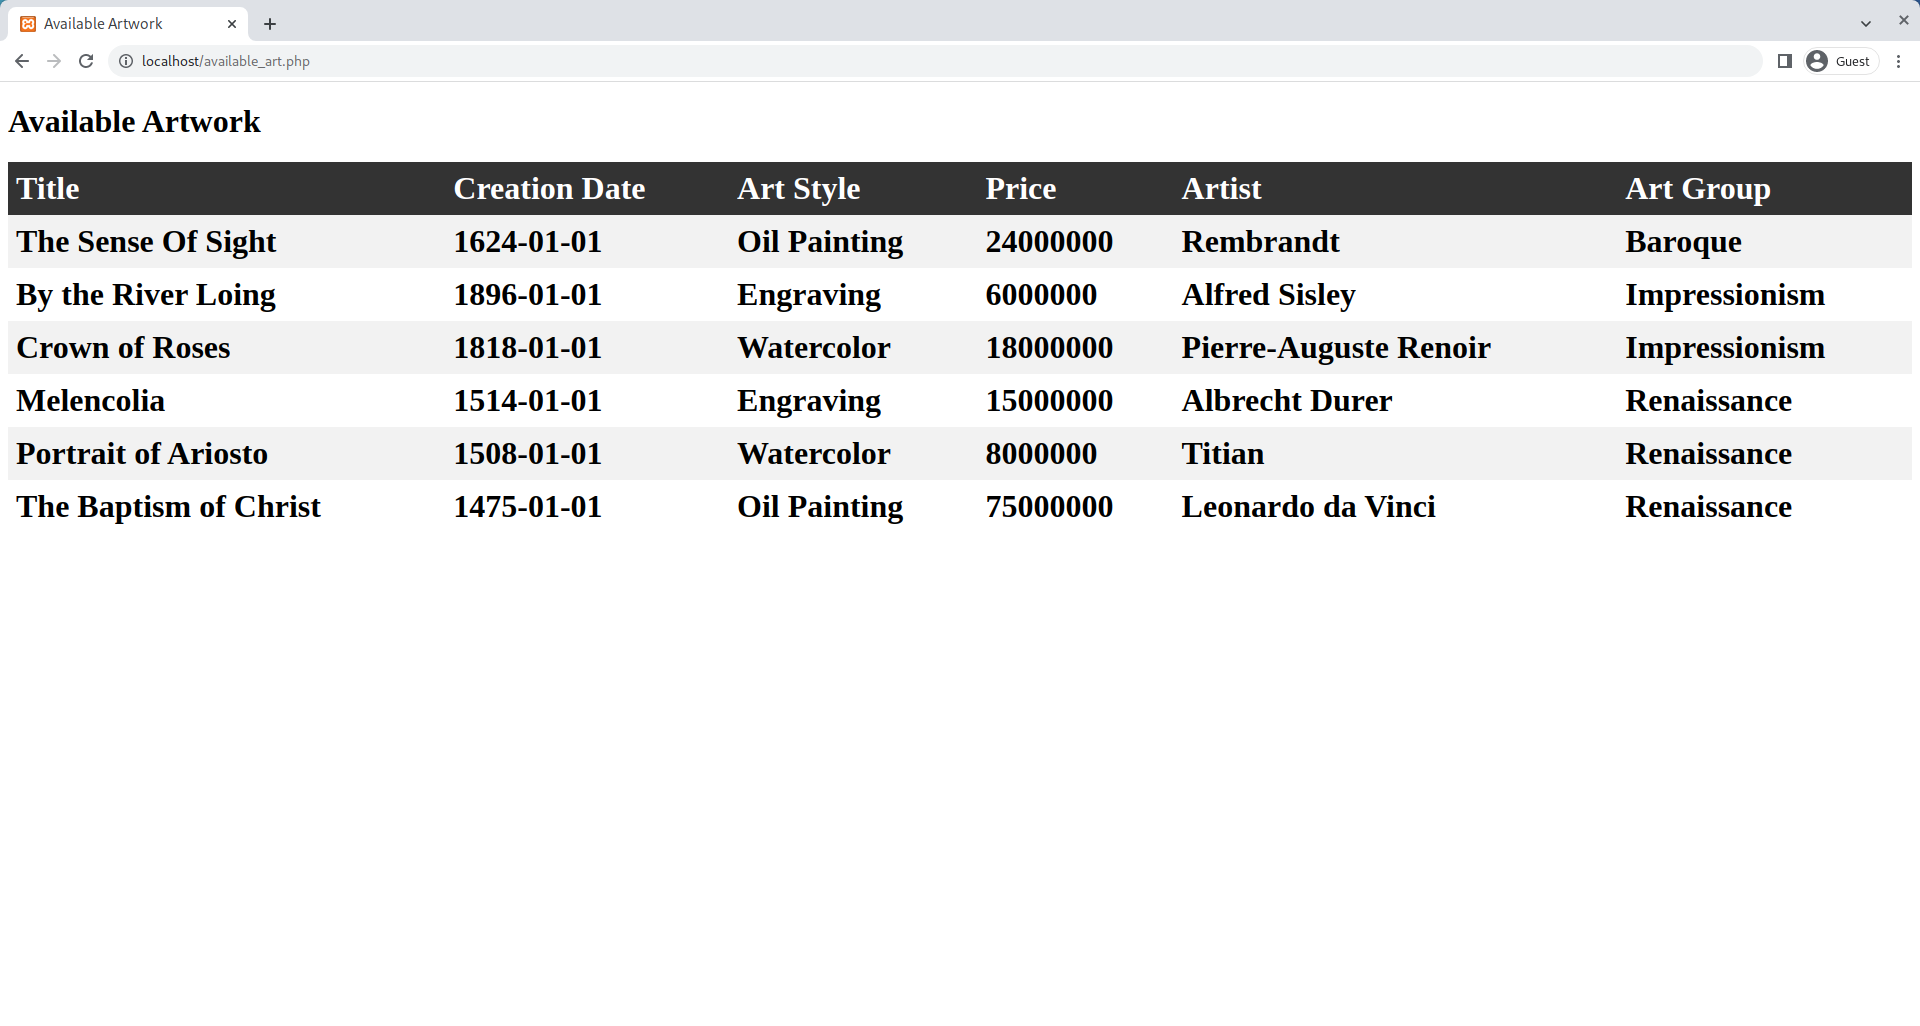 Available Artwork
localhost/available_art.php
Guest
Available Artwork
Title Creation Date Art Style Price Artist Art Group
The Sense Of Sight 1624-01-01 Oil Painting 24000000 Rembrandt Baroque
By the River Loing 1896-01-01 Engraving 6000000 Alfred Sisley Impressionism
Crown of Roses 1818-01-01 Watercolor 18000000 Pierre-Auguste Renoir Impressionism
Melencolia 1514-01-01 Engraving 15000000 Albrecht Durer Renaissance
Portrait of Ariosto 1508-01-01 Watercolor 8000000 Titian Renaissance
The Baptism of Christ 1475-01-01 Oil Painting 75000000 Leonardo da Vinci Renaissance